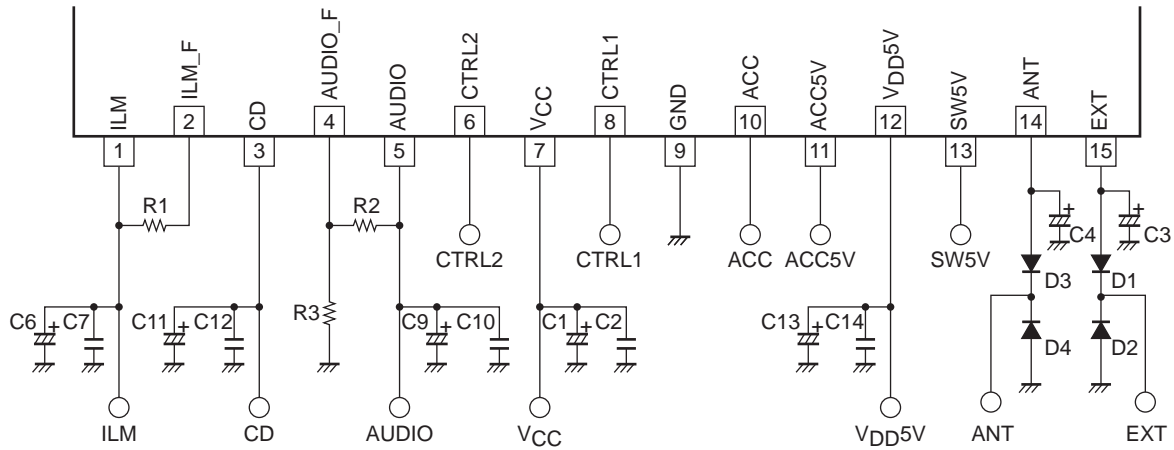 ILM
ILM_F
CD
AUDIO_F
AUDIO
CTRL2
VCC
CTRL1
GND
ACC
ACC5V
VDD5V
SW5V
ANT
EXT
1
2
3
4
5
6
7
8
9
10
11
12
13
14
15
R1
R2
+
C4
+
C3
CTRL2
CTRL1
ACC
ACC5V
SW5V
D3
D1
R3
C6
+
C7
C11
+
C12
C9
+
C10
C1
+
C2
C13
+
C14
D4
D2
ILM
CD
AUDIO
VCC
VDD5V
ANT
EXT